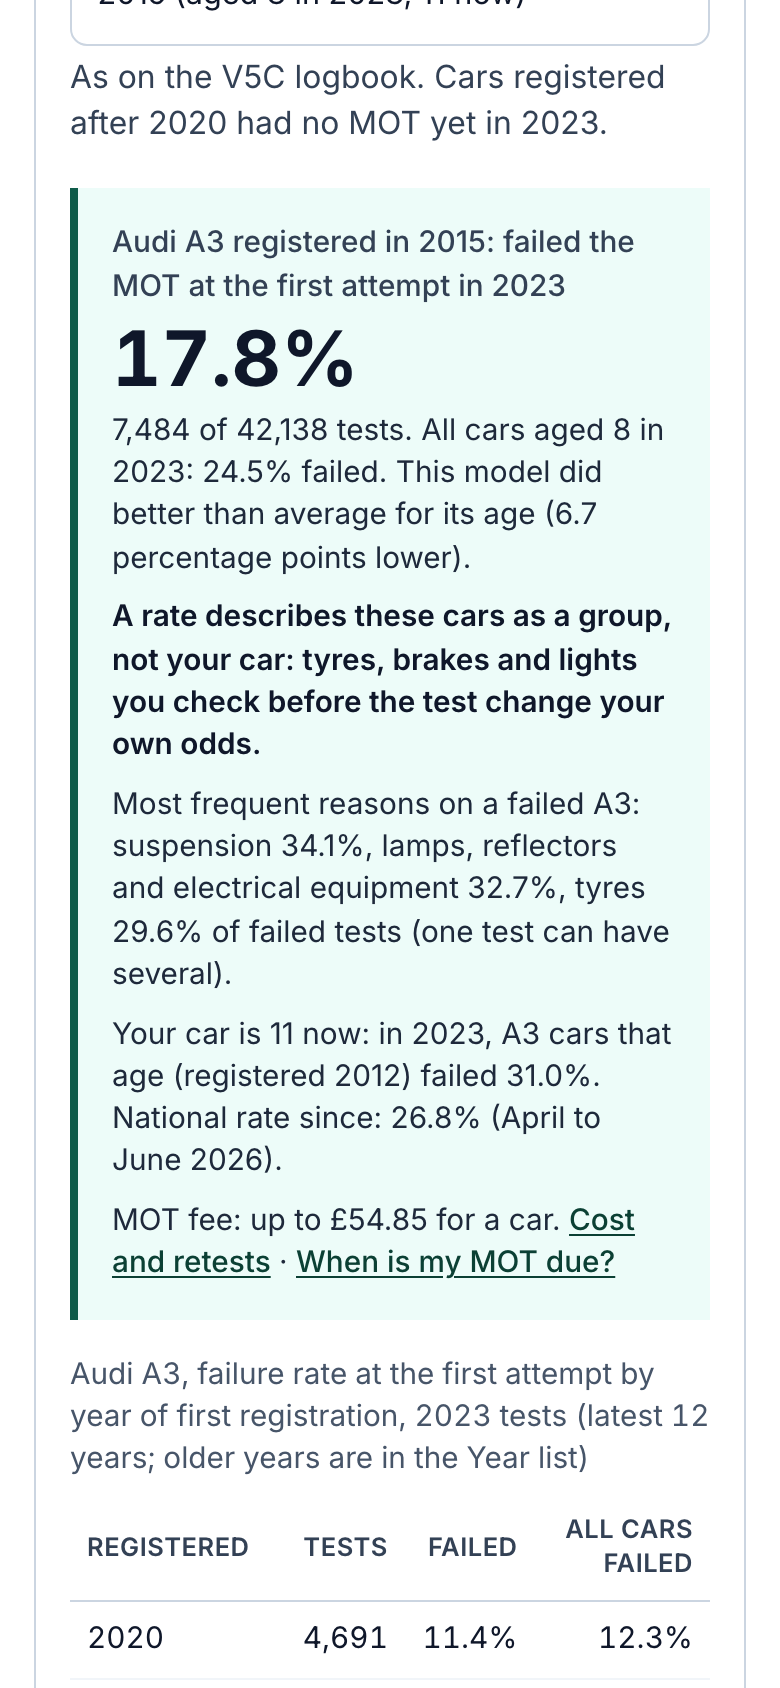 2015 (aged 8 in 2023, 11 now)
As on the V5C logbook. Cars registered
after 2020 had no MOT yet in 2023.
Audi A3 registered in 2015: failed the
MOT at the first attempt in 2023
17.8%
7,484 of 42,138 tests. All cars aged 8 in
2023: 24.5% failed. This model did
better than average for its age (6.7
percentage points lower).
A rate describes these cars as a group,
not your car: tyres, brakes and lights
you check before the test change your
own odds.
Most frequent reasons on a failed A3:
suspension 34.1%, lamps, reflectors
and electrical equipment 32.7%, tyres
29.6% of failed tests (one test can have
several).
Your car is 11 now: in 2023, A3 cars that
age (registered 2012) failed 31.0%.
National rate since: 26.8% (April to
June 2026).
MOT fee: up to £54.85 for a car. Cost
and retests · When is my MOT due?
Audi A3, failure rate at the first attempt by
year of first registration, 2023 tests (latest 12
years; older years are in the Year list)
REGISTERED TESTS FAILED ALL CARS FAILED
2020 4,691 11.4% 12.3%